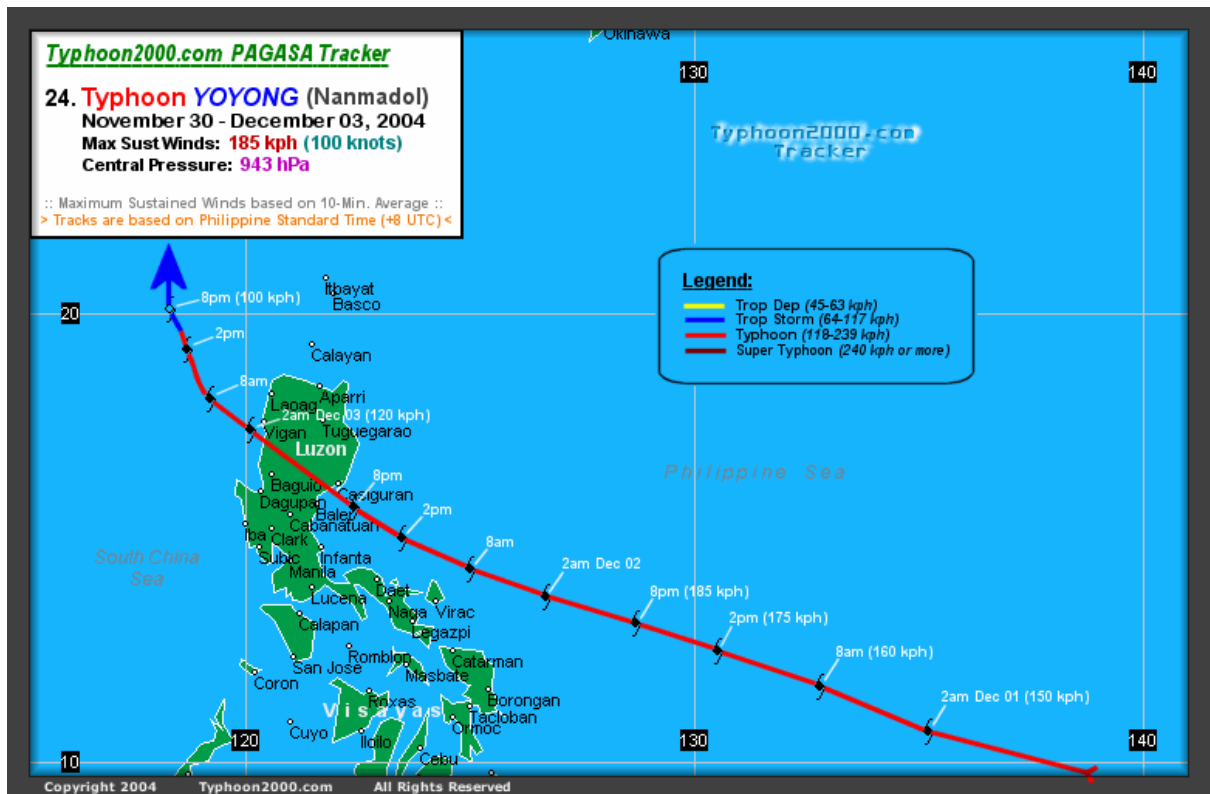 Okinawa
Typhoon2000.com PAGASA Tracker
24. Typhoon YOYONG (Nanmadol)
November 30 - December 03, 2004
Max Sust Winds: 185 kph (100 knots)
Central Pressure: 943 hPa
:: Maximum Sustained Winds based on 10-Min. Average ::
> Tracks are based on Philippine Standard Time (+8 UTC) <
130
140
Typhoon2000.com
Tracker
Legend:
Trop Dep (45-63 kph)
Trop Storm (64-117 kph)
Typhoon (118-239 kph)
Super Typhoon (240 kph or more)
Itbayat
8pm (100 kph)
Basco
20
2pm
Calayan
8am
Aparri
Laoag
2am Dec 03 (120 kph)
Vigan
Tuguegarao
Luzon
Philippine Sea
8pm
Baguio
Casiguran
Dagupan
Baler
2pm
Cabanatuan
Iba
Clark
8am
South China
Sea
Subic
Infanta
2am Dec 02
Manila
Daet
8pm (185 kph)
Lucena
Naga
Virac
2pm (175 kph)
Calapan
Legazpi
8am (160 kph)
Romblon
San Jose
Catarman
Masbate
Coron
2am Dec 01 (150 kph)
Roxas
Borongan
Visayas
Tacloban
Ormoc
Cuyo
Iloilo
120
130
140
Cebu
10
Copyright 2004 Typhoon2000.com All Rights Reserved